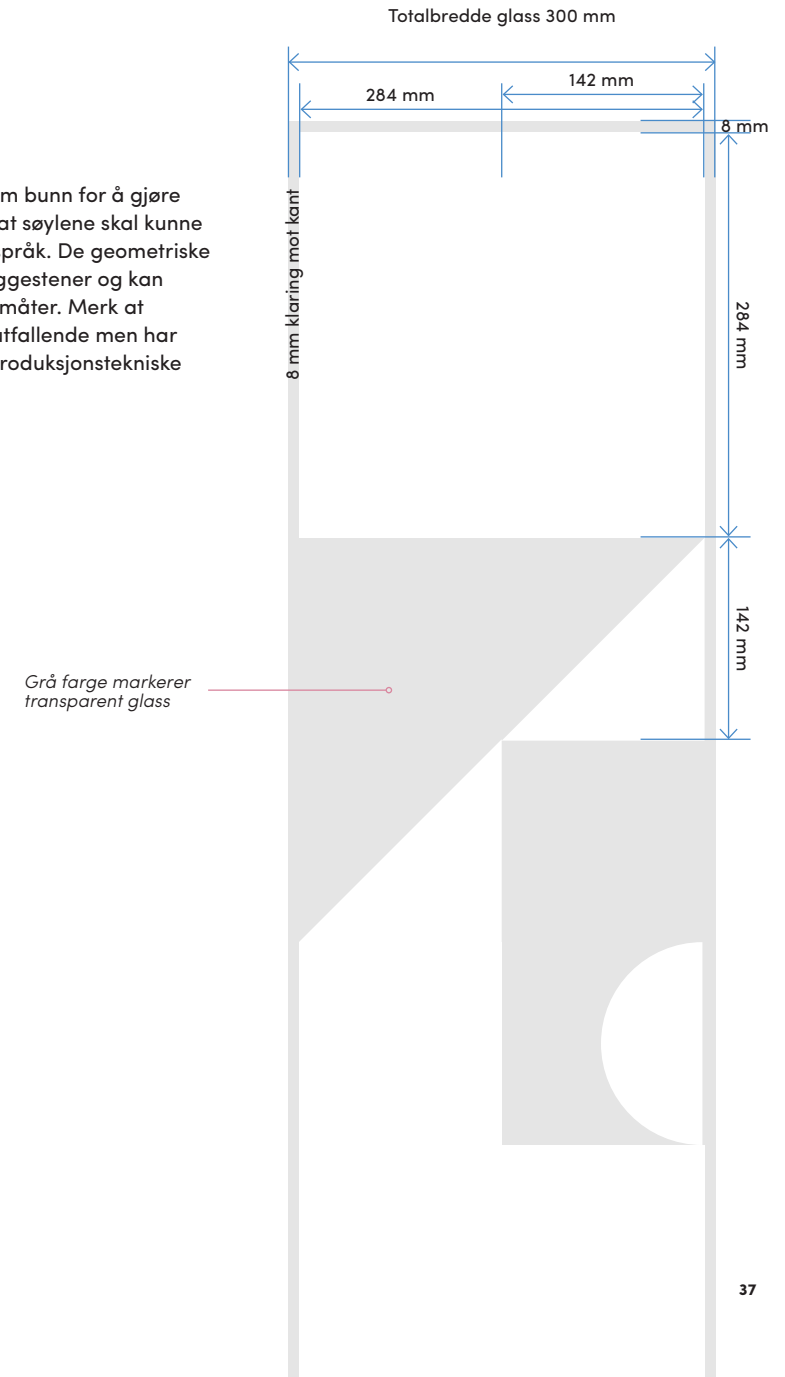 Totalbredde glass 300 mm
142 mm
284 mm
8 mm
m bunn for å gjøre
at søylene skal kunne
språk. De geometriske
ggestener og kan
måter. Merk at
utfallende men har
roduksjonstekniske
8 mm klaring mot kant
284 mm
142 mm
Grå farge markerer
transparent glass
37